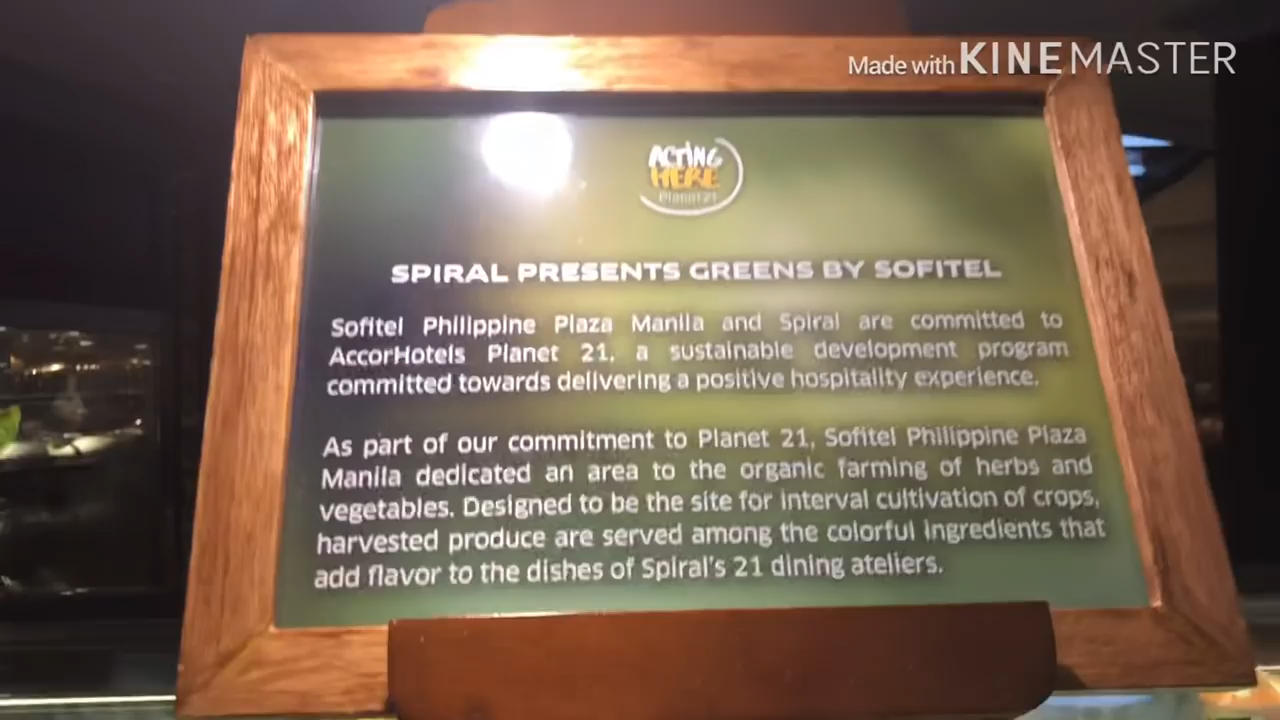 Made with KINEMASTER
ACTING
HERE
Planet 21
SPIRAL PRESENTS GREENS BY SOFITEL
Sofitel Philippine Plaza Manila and Spiral are committed to
AccorHotels Planet 21, a sustainable development program
committed towards delivering a positive hospitality experience.
As part of our commitment to Planet 21, Sofitel Philippine Plaza
Manila dedicated an area to the organic farming of herbs and
vegetables. Designed to be the site for interval cultivation of crops,
harvested produce are served among the colorful ingredients that
add flavor to the dishes of Spiral's 21 dining ateliers.